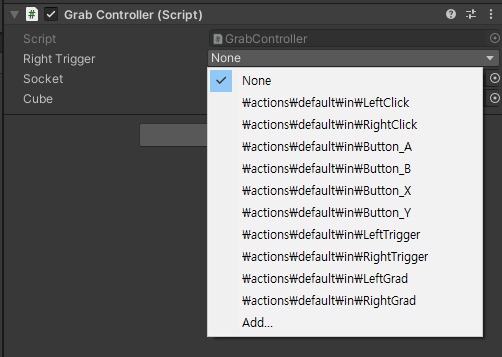 Grab Controller (Script)
Script
GrabController
Right Trigger
None
Socket
Cube
None
₩actions₩default₩in₩LeftClick
₩actions₩default₩in₩RightClick
₩actions₩default₩in₩Button_A
₩actions₩default₩in₩Button_B
₩actions₩default₩in₩Button_X
₩actions₩default₩in₩Button_Y
₩actions₩default₩in₩LeftTrigger
₩actions₩default₩in₩RightTrigger
₩actions₩default₩in₩LeftGrad
₩actions₩default₩in₩RightGrad
Add...